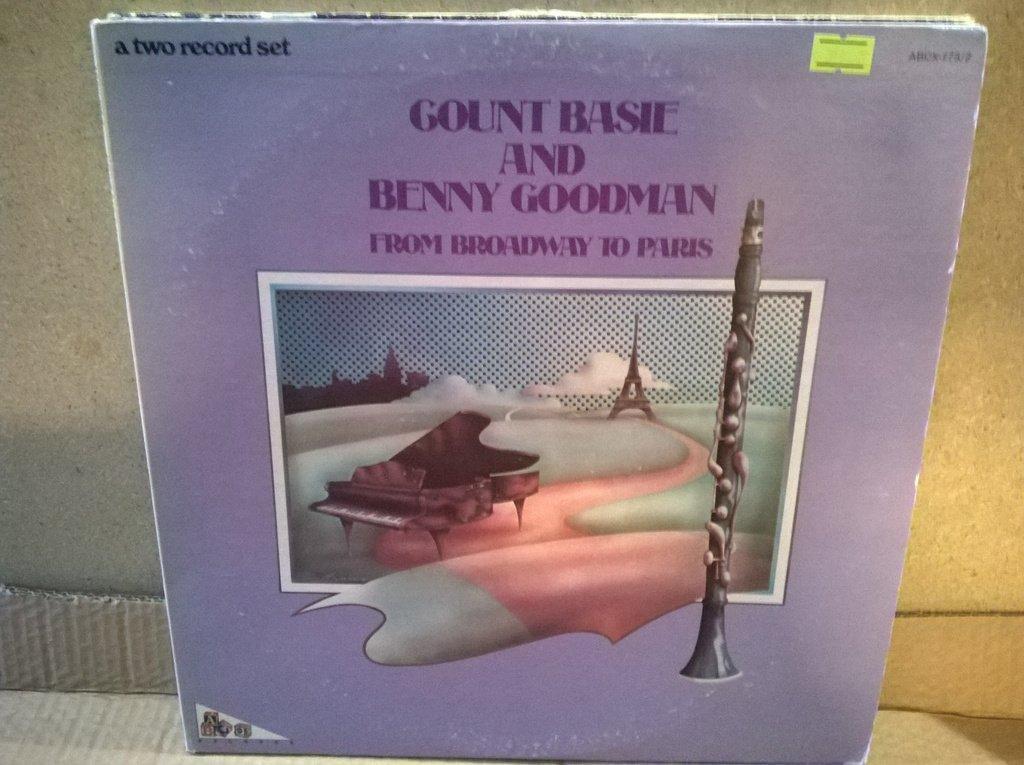 a two record set
COUNT BASIE
AND
BENNY GOODMAN
FROM BROADWAY TO PARIS